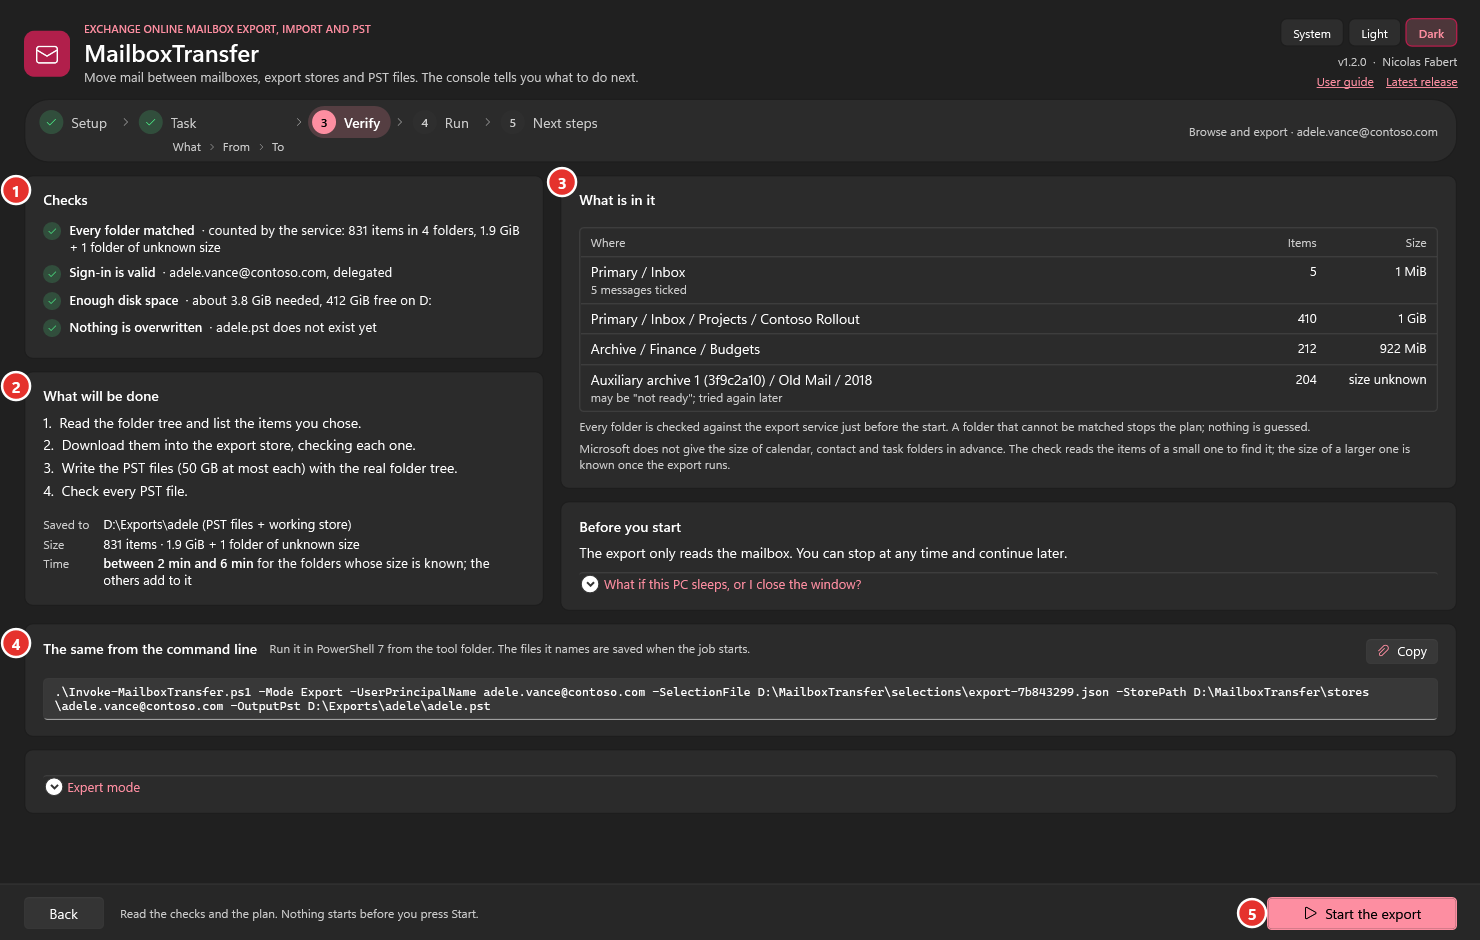 EXCHANGE ONLINE MAILBOX EXPORT, IMPORT AND PST
MailboxTransfer
Move mail between mailboxes, export stores and PST files. The console tells you what to do next.
System
Light
Dark
v1.2.0 · Nicolas Fabert
User guide
Latest release
Setup
Task
3 Verify
4 Run
5 Next steps
What
From
To
Browse and export · adele.vance@contoso.com
1
Checks
Every folder matched · counted by the service: 831 items in 4 folders, 1.9 GiB
+ 1 folder of unknown size
Sign-in is valid · adele.vance@contoso.com, delegated
Enough disk space · about 3.8 GiB needed, 412 GiB free on D:
Nothing is overwritten · adele.pst does not exist yet
2
What will be done
1. Read the folder tree and list the items you chose.
2. Download them into the export store, checking each one.
3. Write the PST files (50 GB at most each) with the real folder tree.
4. Check every PST file.
Saved to D:\Exports\adele (PST files + working store)
Size 831 items · 1.9 GiB + 1 folder of unknown size
Time between 2 min and 6 min for the folders whose size is known; the
others add to it
3
What is in it
Where Items Size
Primary / Inbox 5 1 MiB
5 messages ticked
Primary / Inbox / Projects / Contoso Rollout 410 1 GiB
Archive / Finance / Budgets 212 922 MiB
Auxiliary archive 1 (3f9c2a10) / Old Mail / 2018 204 size unknown
may be "not ready"; tried again later
Every folder is checked against the export service just before the start. A folder that cannot be matched stops the plan; nothing is guessed.
Microsoft does not give the size of calendar, contact and task folders in advance. The check reads the items of a small one to find it; the size of a larger one is
known once the export runs.
Before you start
The export only reads the mailbox. You can stop at any time and continue later.
What if this PC sleeps, or I close the window?
4
The same from the command line Run it in PowerShell 7 from the tool folder. The files it names are saved when the job starts.
Copy
.\Invoke-MailboxTransfer.ps1 -Mode Export -UserPrincipalName adele.vance@contoso.com -SelectionFile D:\MailboxTransfer\selections\export-7b843299.json -StorePath D:\MailboxTransfer\stores
\adele.vance@contoso.com -OutputPst D:\Exports\adele\adele.pst
Expert mode
Back
Read the checks and the plan. Nothing starts before you press Start.
5
Start the export